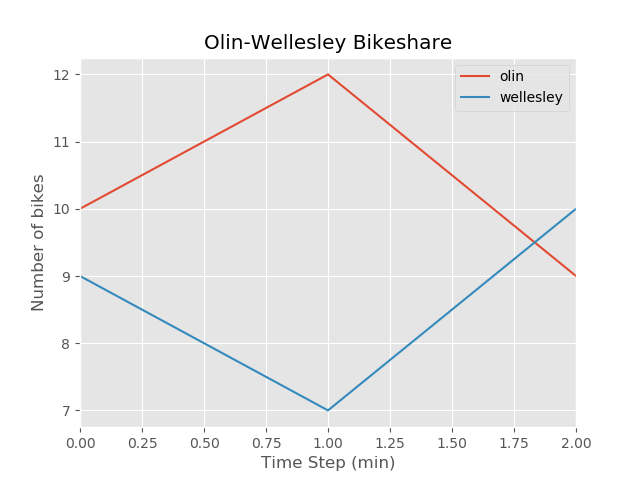 Olin-Wellesley Bikeshare
olin
wellesley
12
11
10
9
8
7
Number of bikes
0.00 0.25 0.50 0.75 1.00 1.25 1.50 1.75 2.00
Time Step (min)